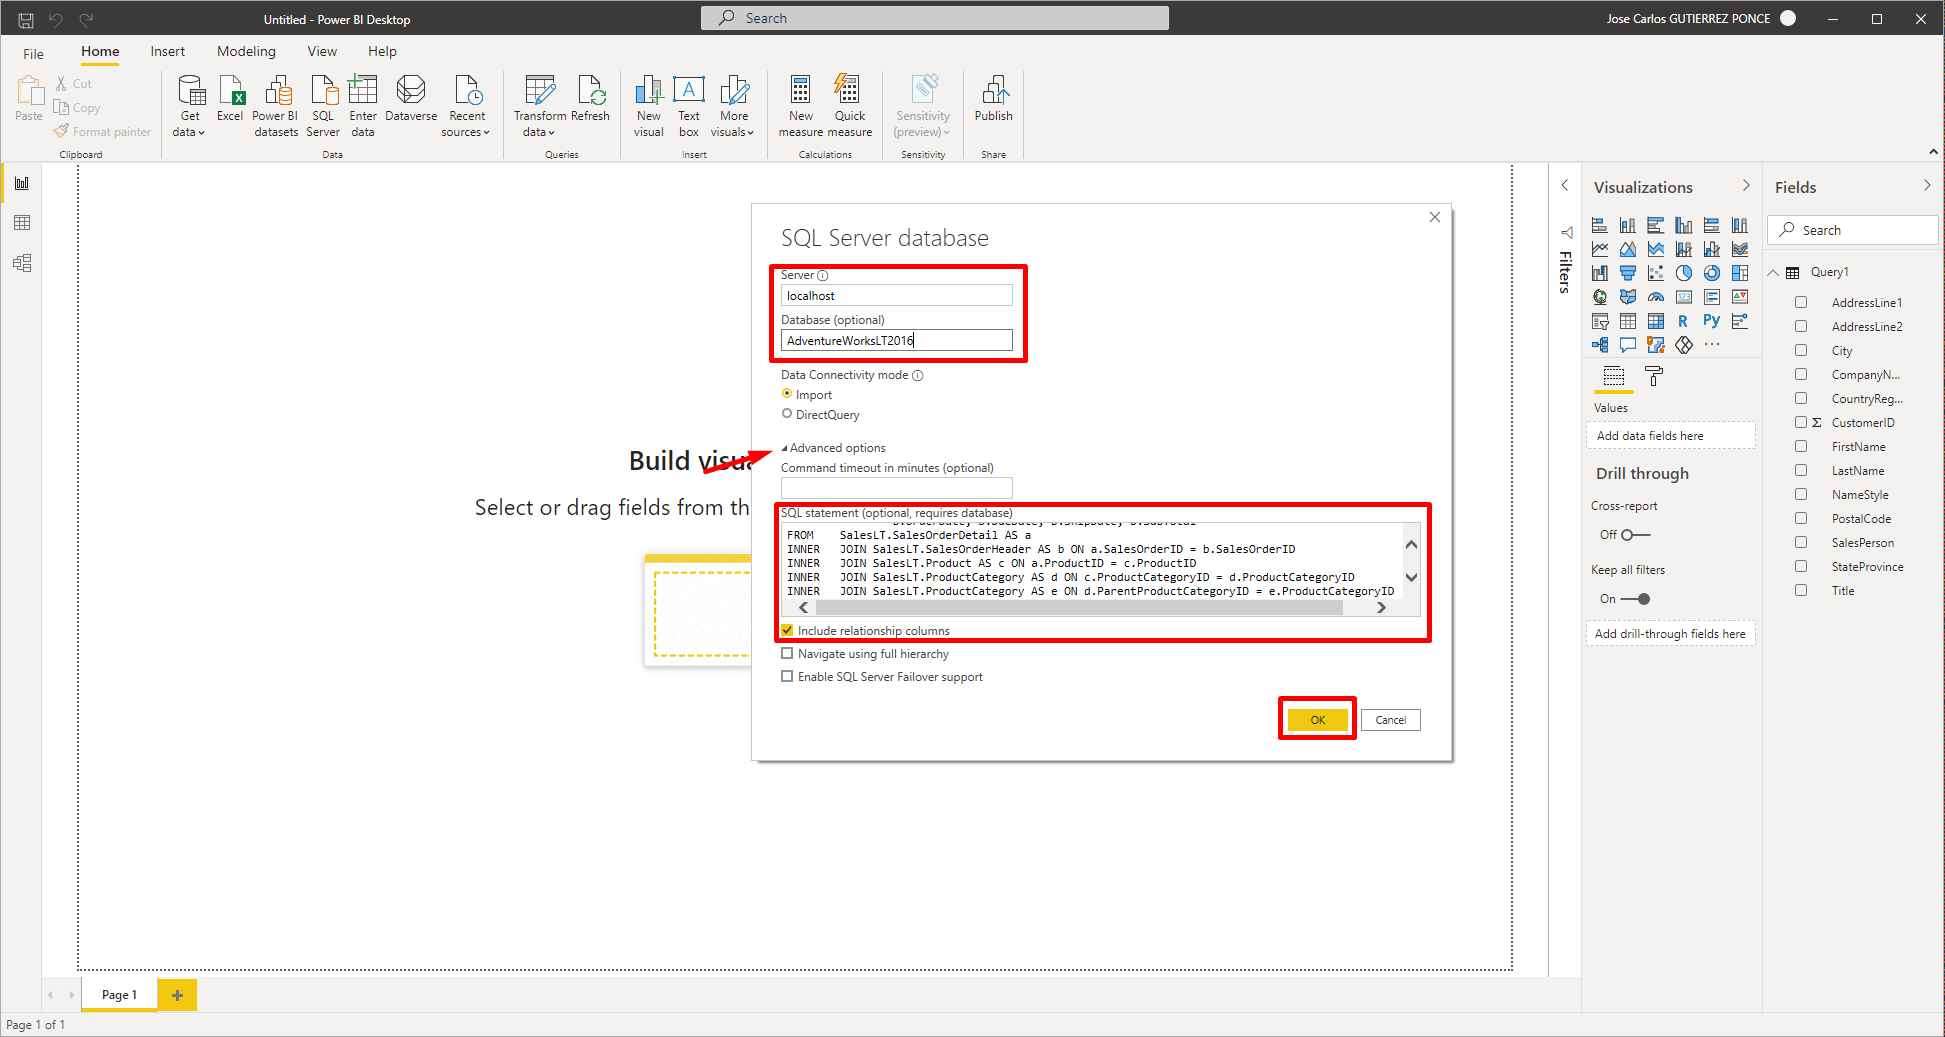 Untitled - Power BI Desktop
Search
Jose Carlos GUTIERREZ PONCE
File
Home
Insert
Modeling
View
Help
Paste
Cut
Copy
Format painter
Clipboard
Get data
Excel
Power BI datasets
SQL Server
Enter data
Dataverse
Recent sources
Data
Transform data
Refresh
Queries
New visual
Text box
More visuals
Insert
New measure
Quick measure
Calculations
Sensitivity (preview)
Sensitivity
Publish
Share
Build visua
Select or drag fields from th
SQL Server database
Server
localhost
Database (optional)
AdventureWorksLT2016
Data Connectivity mode
Import
DirectQuery
Advanced options
Command timeout in minutes (optional)
SQL statement (optional, requires database)
FROM SalesLT.SalesOrderDetail AS a
INNER JOIN SalesLT.SalesOrderHeader AS b ON a.SalesOrderID = b.SalesOrderID
INNER JOIN SalesLT.Product AS c ON a.ProductID = c.ProductID
INNER JOIN SalesLT.ProductCategory AS d ON c.ProductCategoryID = d.ProductCategoryID
INNER JOIN SalesLT.ProductCategory AS e ON d.ParentProductCategoryID = e.ProductCategoryID
Include relationship columns
Navigate using full hierarchy
Enable SQL Server Failover support
OK
Cancel
Filters
Visualizations
123
R
Py
Values
Add data fields here
Drill through
Cross-report
Off
Keep all filters
On
Add drill-through fields here
Fields
Search
Query1
AddressLine1
AddressLine2
City
CompanyN...
CountryReg...
Σ CustomerID
FirstName
LastName
NameStyle
PostalCode
SalesPerson
StateProvince
Title
Page 1
Page 1 of 1